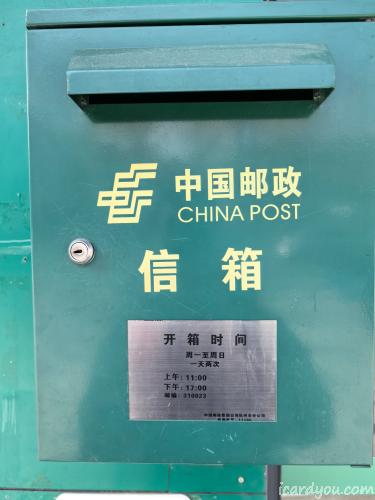 中国邮政
CHINA POST
信箱
开箱时间
周一至周日
一天两次
上午:11:00
下午:17:00
邮编:310023
icardyou.com